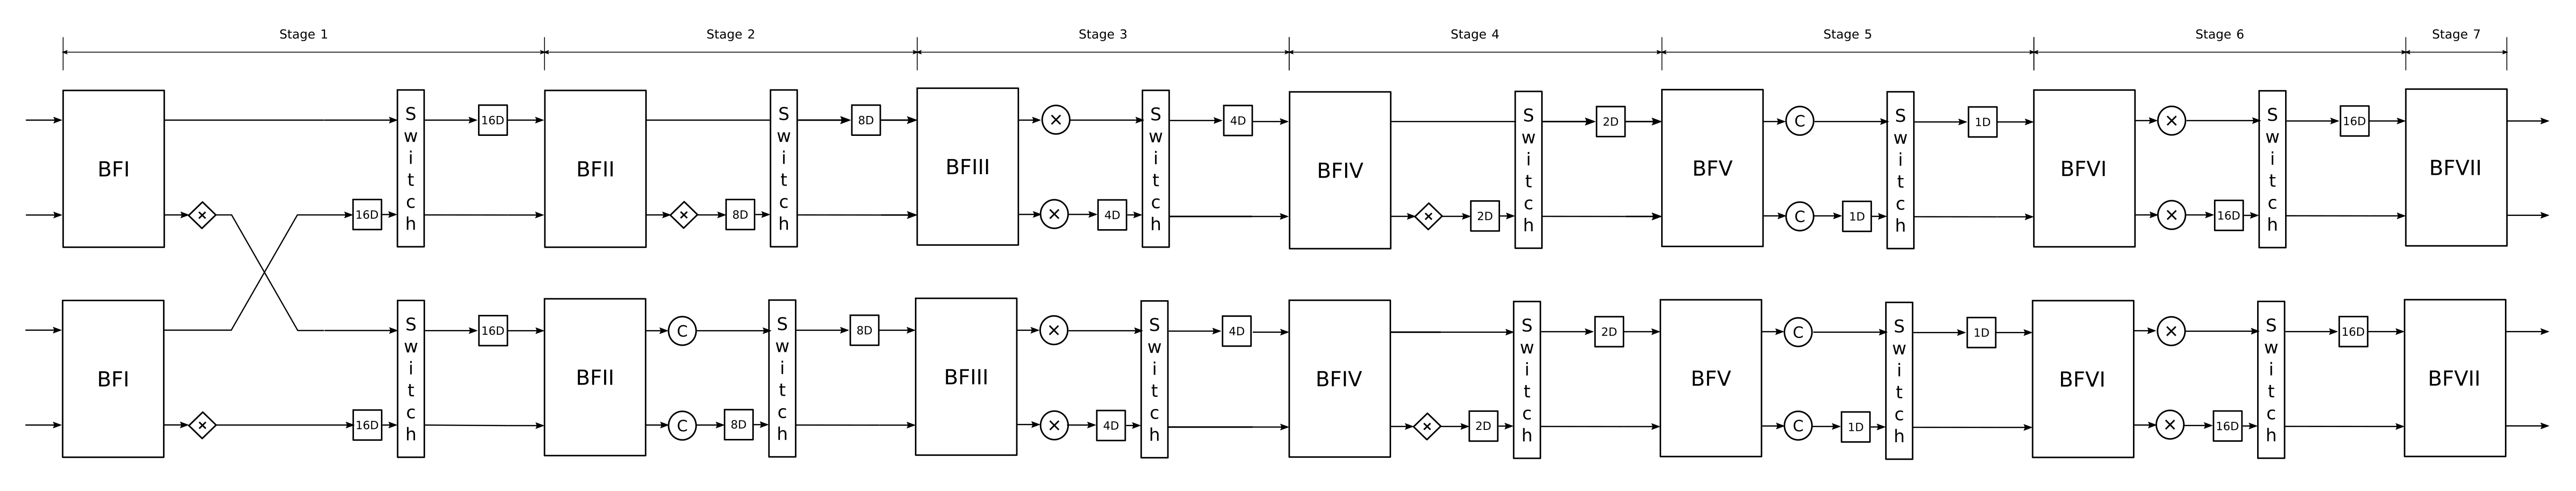 Stage 1 Stage 2 Stage 3 Stage 4 Stage 5 Stage 6 Stage 7
BFI Switch 16D BFII Switch 8D BFIII × Switch 4D BFIV Switch 2D BFV C Switch 1D BFVI × Switch 16D BFVII
× 16D × 8D × 4D × 2D C 1D × 16D
BFI Switch 16D BFII C Switch 8D BFIII × Switch 4D BFIV Switch 2D BFV C Switch 1D BFVI × Switch 16D BFVII
× 16D C 8D × 4D × 2D C 1D × 16D